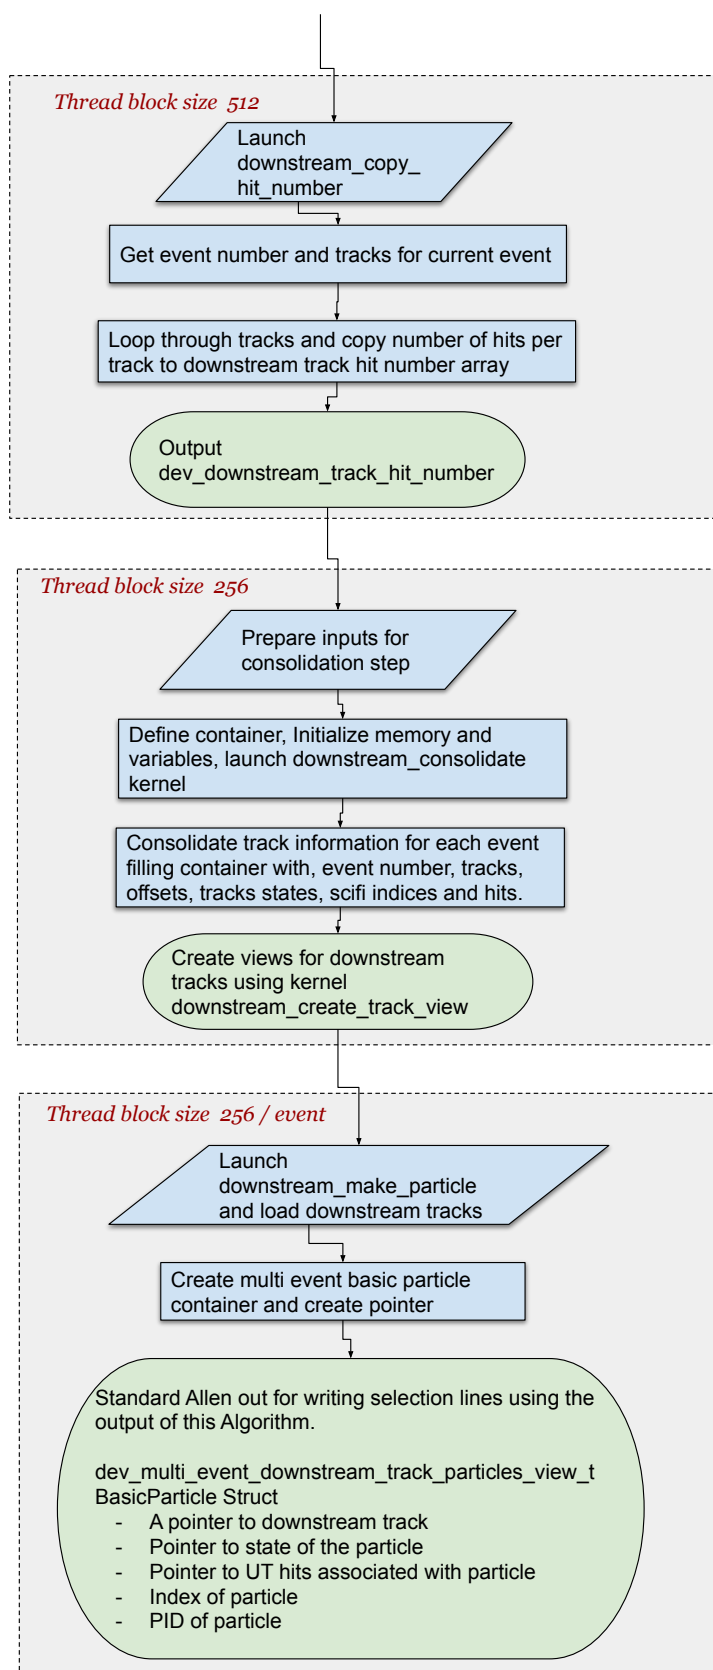 Thread block size 512
Launch
downstream_copy_
hit_number
Get event number and tracks for current event
Loop through tracks and copy number of hits per
track to downstream track hit number array
Output
dev_downstream_track_hit_number
Thread block size 256
Prepare inputs for
consolidation step
Define container, Initialize memory and
variables, launch downstream_consolidate
kernel
Consolidate track information for each event
filling container with, event number, tracks,
offsets, tracks states, scifi indices and hits.
Create views for downstream
tracks using kernel
downstream_create_track_view
Thread block size 256 / event
Launch
downstream_make_particle
and load downstream tracks
Create multi event basic particle
container and create pointer
Standard Allen out for writing selection lines using the
output of this Algorithm.
dev_multi_event_downstream_track_particles_view_t
BasicParticle Struct
- A pointer to downstream track
- Pointer to state of the particle
- Pointer to UT hits associated with particle
- Index of particle
- PID of particle